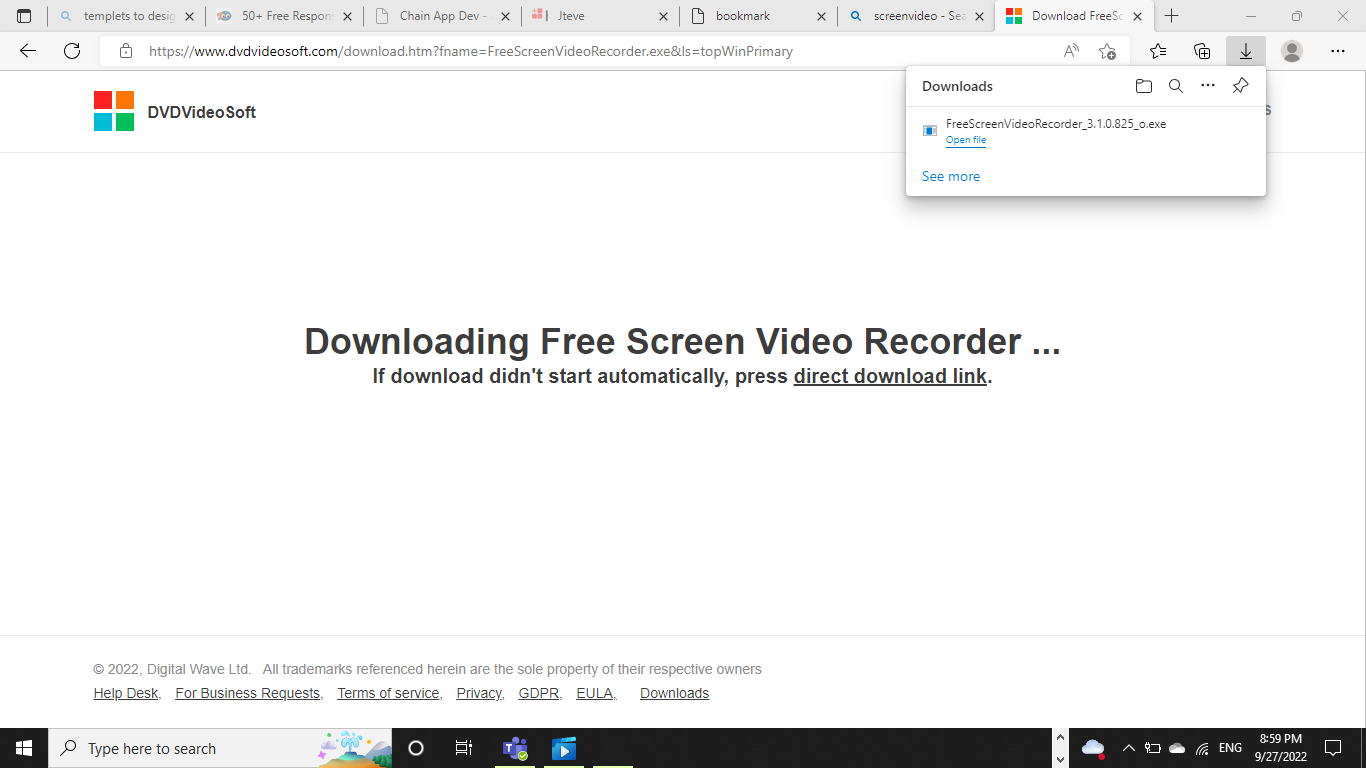 templets to desig
50+ Free Respon
Chain App Dev -
Jteve
bookmark
screenvideo - Sea
Download FreeSc
https://www.dvdvideosoft.com/download.htm?fname=FreeScreenVideoRecorder.exe&ls=topWinPrimary
Downloads
DVDVideoSoft
FreeScreenVideoRecorder_3.1.0.825_o.exe
Open file
See more
Downloading Free Screen Video Recorder ...
If download didn't start automatically, press direct download link.
© 2022, Digital Wave Ltd. All trademarks referenced herein are the sole property of their respective owners
Help Desk, For Business Requests, Terms of service, Privacy, GDPR, EULA, Downloads
Type here to search
ENG
8:59 PM
9/27/2022